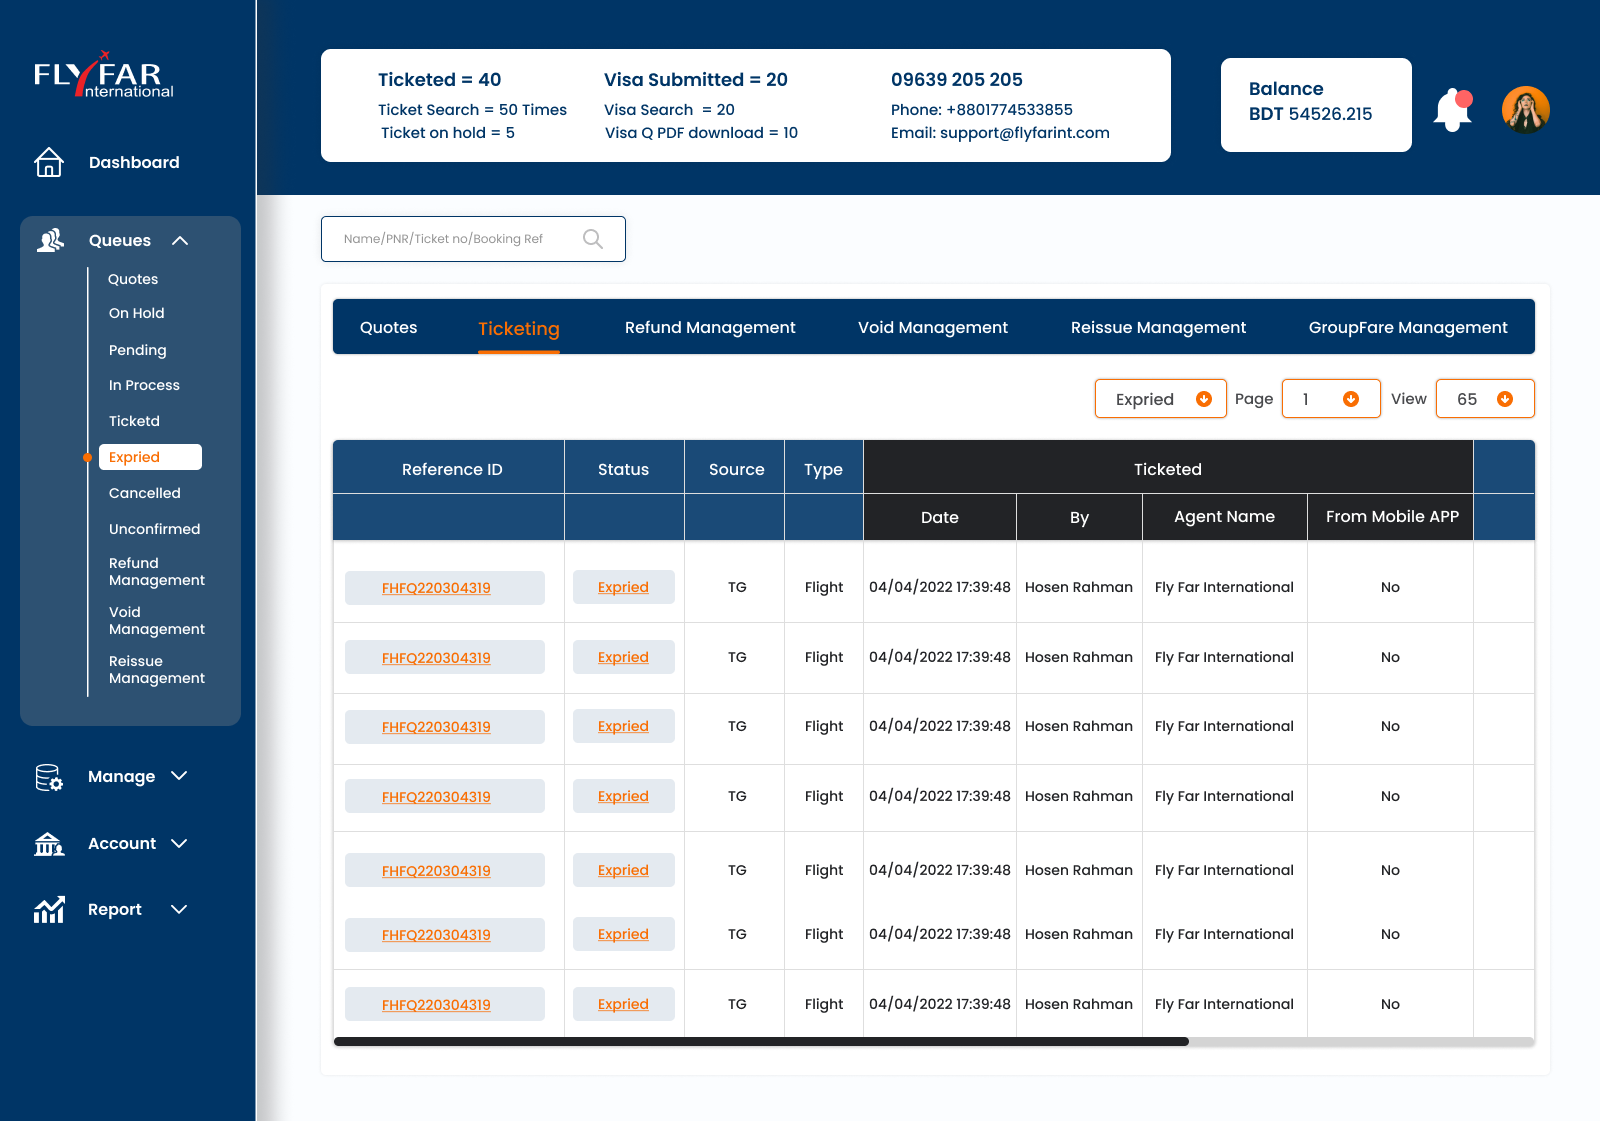 FLYFAR
International
Dashboard
Queues
Quotes
On Hold
Pending
In Process
Ticketd
Expried
Cancelled
Unconfirmed
Refund
Management
Void
Management
Reissue
Management
Manage
Account
Report
Ticketed = 40
Ticket Search = 50 Times
Ticket on hold = 5
Visa Submitted = 20
Visa Search = 20
Visa Q PDF download = 10
09639 205 205
Phone: +8801774533855
Email: support@flyfarint.com
Balance
BDT 54526.215
Name/PNR/Ticket no/Booking Ref
Quotes Ticketing Refund Management Void Management Reissue Management GroupFare Management
Expried Page 1 View 65
Reference ID Status Source Type Ticketed
Date By Agent Name From Mobile APP
FHFQ220304319 Expried TG Flight 04/04/2022 17:39:48 Hosen Rahman Fly Far International No
FHFQ220304319 Expried TG Flight 04/04/2022 17:39:48 Hosen Rahman Fly Far International No
FHFQ220304319 Expried TG Flight 04/04/2022 17:39:48 Hosen Rahman Fly Far International No
FHFQ220304319 Expried TG Flight 04/04/2022 17:39:48 Hosen Rahman Fly Far International No
FHFQ220304319 Expried TG Flight 04/04/2022 17:39:48 Hosen Rahman Fly Far International No
FHFQ220304319 Expried TG Flight 04/04/2022 17:39:48 Hosen Rahman Fly Far International No
FHFQ220304319 Expried TG Flight 04/04/2022 17:39:48 Hosen Rahman Fly Far International No